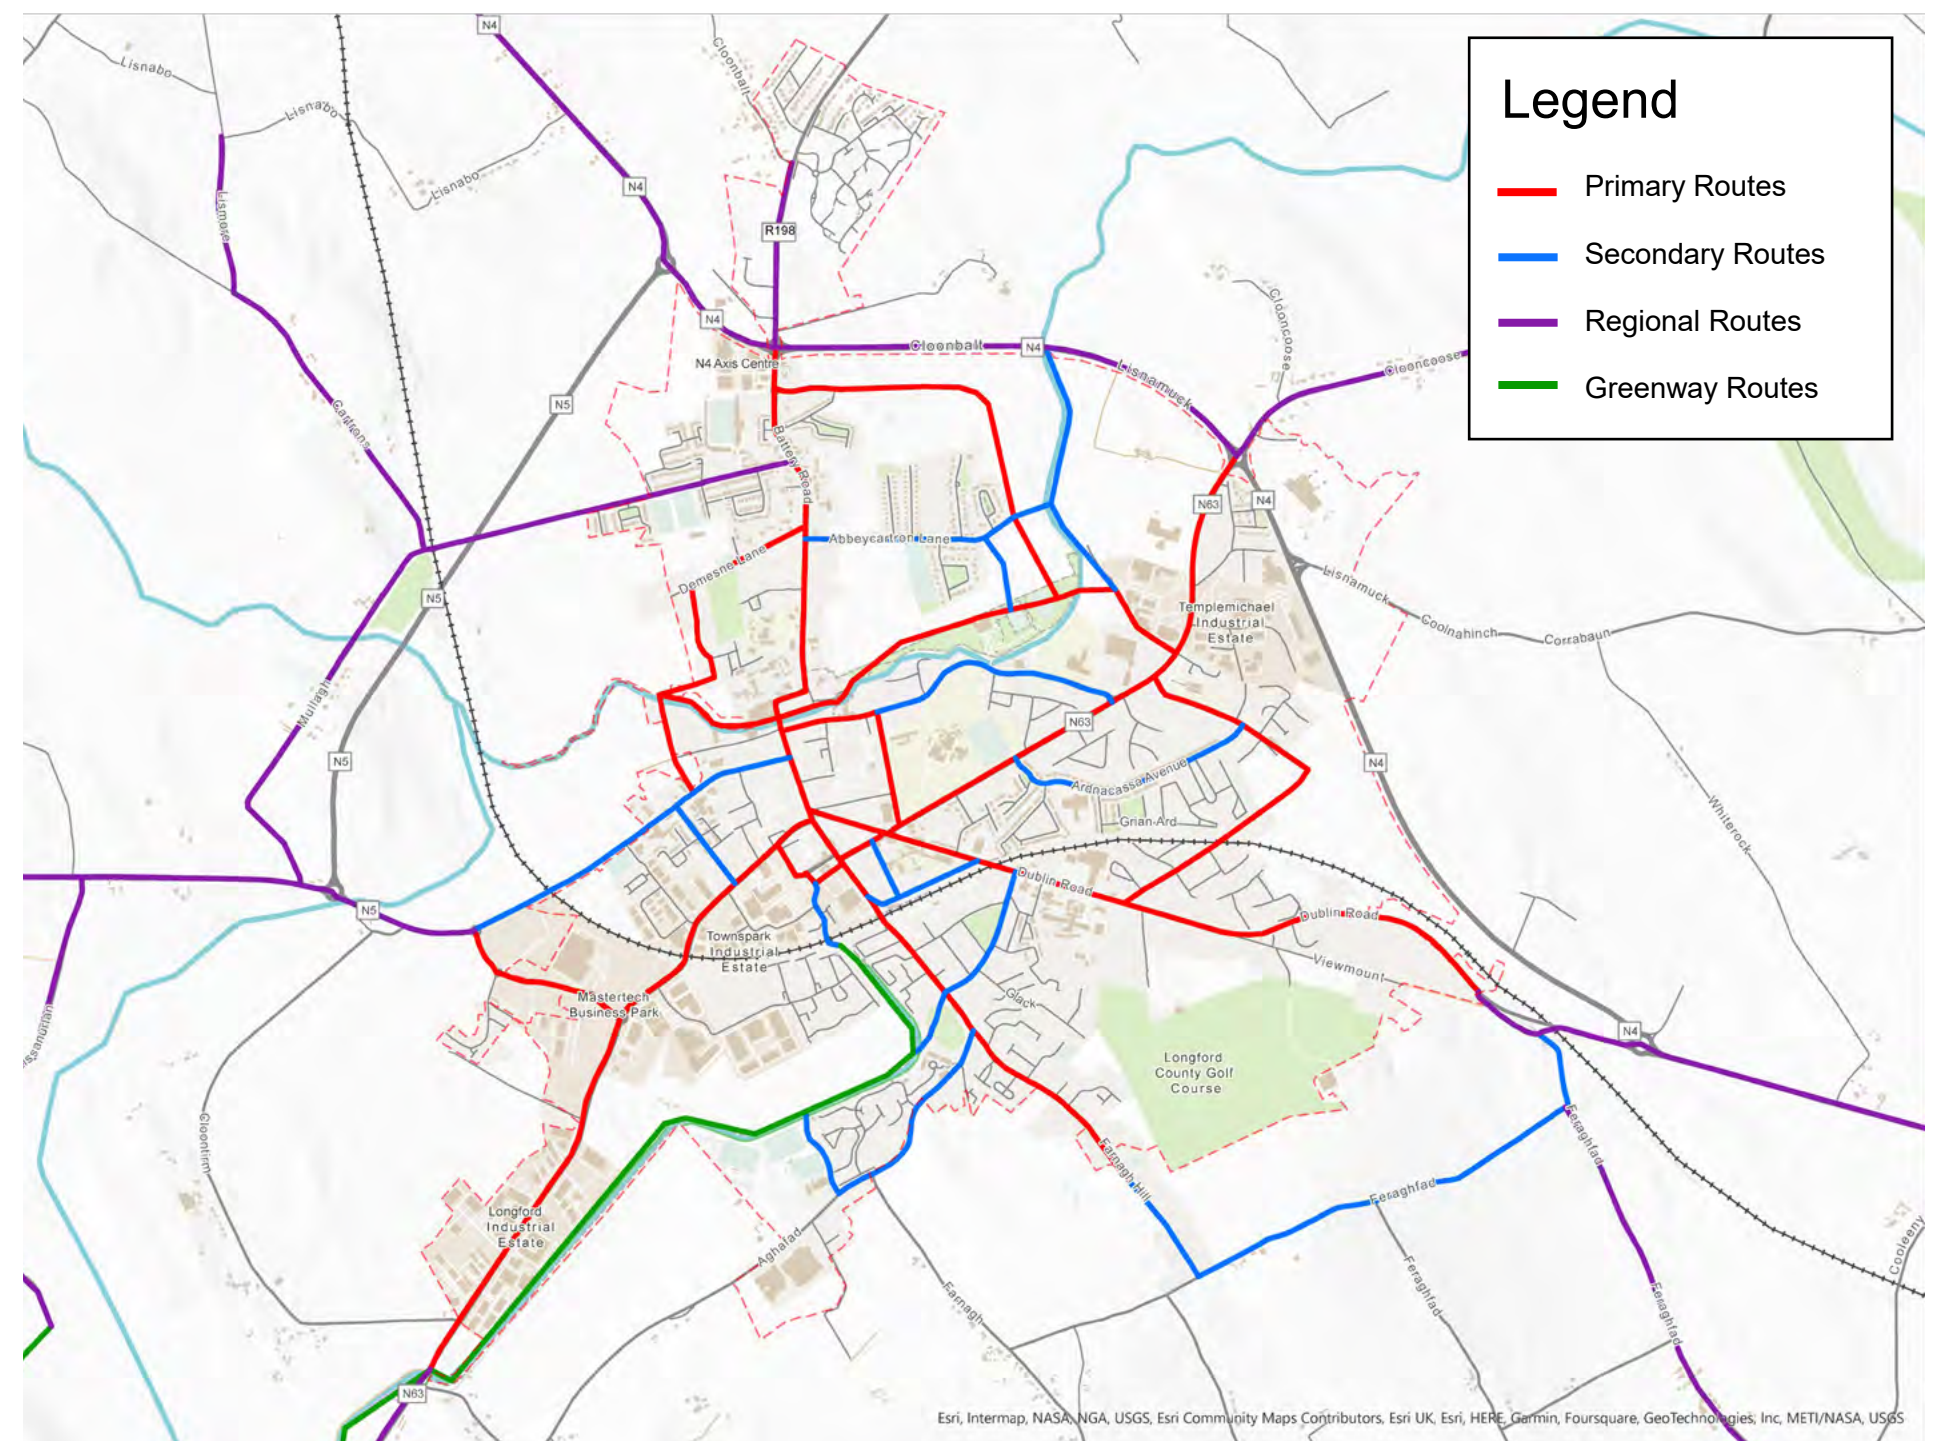 N4
Legend
Primary Routes
Secondary Routes
Regional Routes
Greenway Routes
Cloonbalt
Lisnabo
Lisnabo
Lisnabo
N4
Lismore
R198
N4
N4 Axis Centre
Cloonbalt
N4
Lisnamuck
Clooncoose
Clooncoose
N5
Cartrons
Battery Road
N63
N4
Abbeycartron Lane
Demesne Lane
N5
Lisnamuck
Templemichael
Industrial
Estate
Coolnahinch
Corrabaun
Mullagh
N63
N5
N4
Ardnacassa Avenue
Grian-Ard
Whiterock
Dublin Road
N5
Dublin Road
Townspark
Industrial
Estate
Viewmount
Glack
Mastertech
Business Park
N4
Longford
County Golf
Course
Cloontirm
Feraghfad
Farnagh Hill
Feraghfad
Longford
Industrial
Estate
Aghafad
Cooleeny
Farnagh
Feraghfad
Feraghfad
N63
Esri, Intermap, NASA, NGA, USGS, Esri Community Maps Contributors, Esri UK, Esri, HERE, Garmin, Foursquare, GeoTechnologies, Inc, METI/NASA, USGS